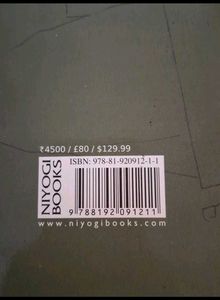 ₹4500 / £80 / $129.99
ISBN: 978-81-920912-1-1
NIYOGI
BOOKS
9 788192 091211
www.niyogibooks.com